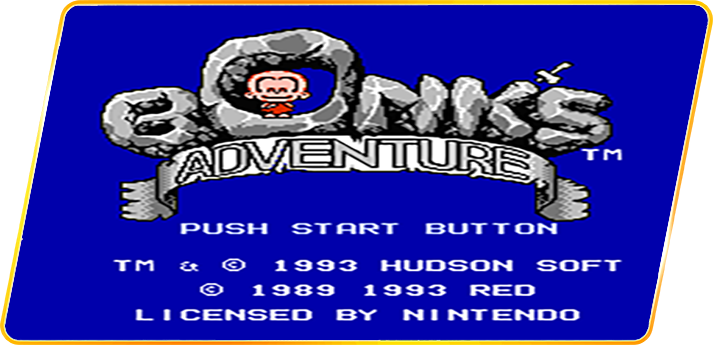 BONK'S
ADVENTURE
TM
PUSH START BUTTON
TM & © 1993 HUDSON SOFT
© 1989 1993 RED
LICENSED BY NINTENDO